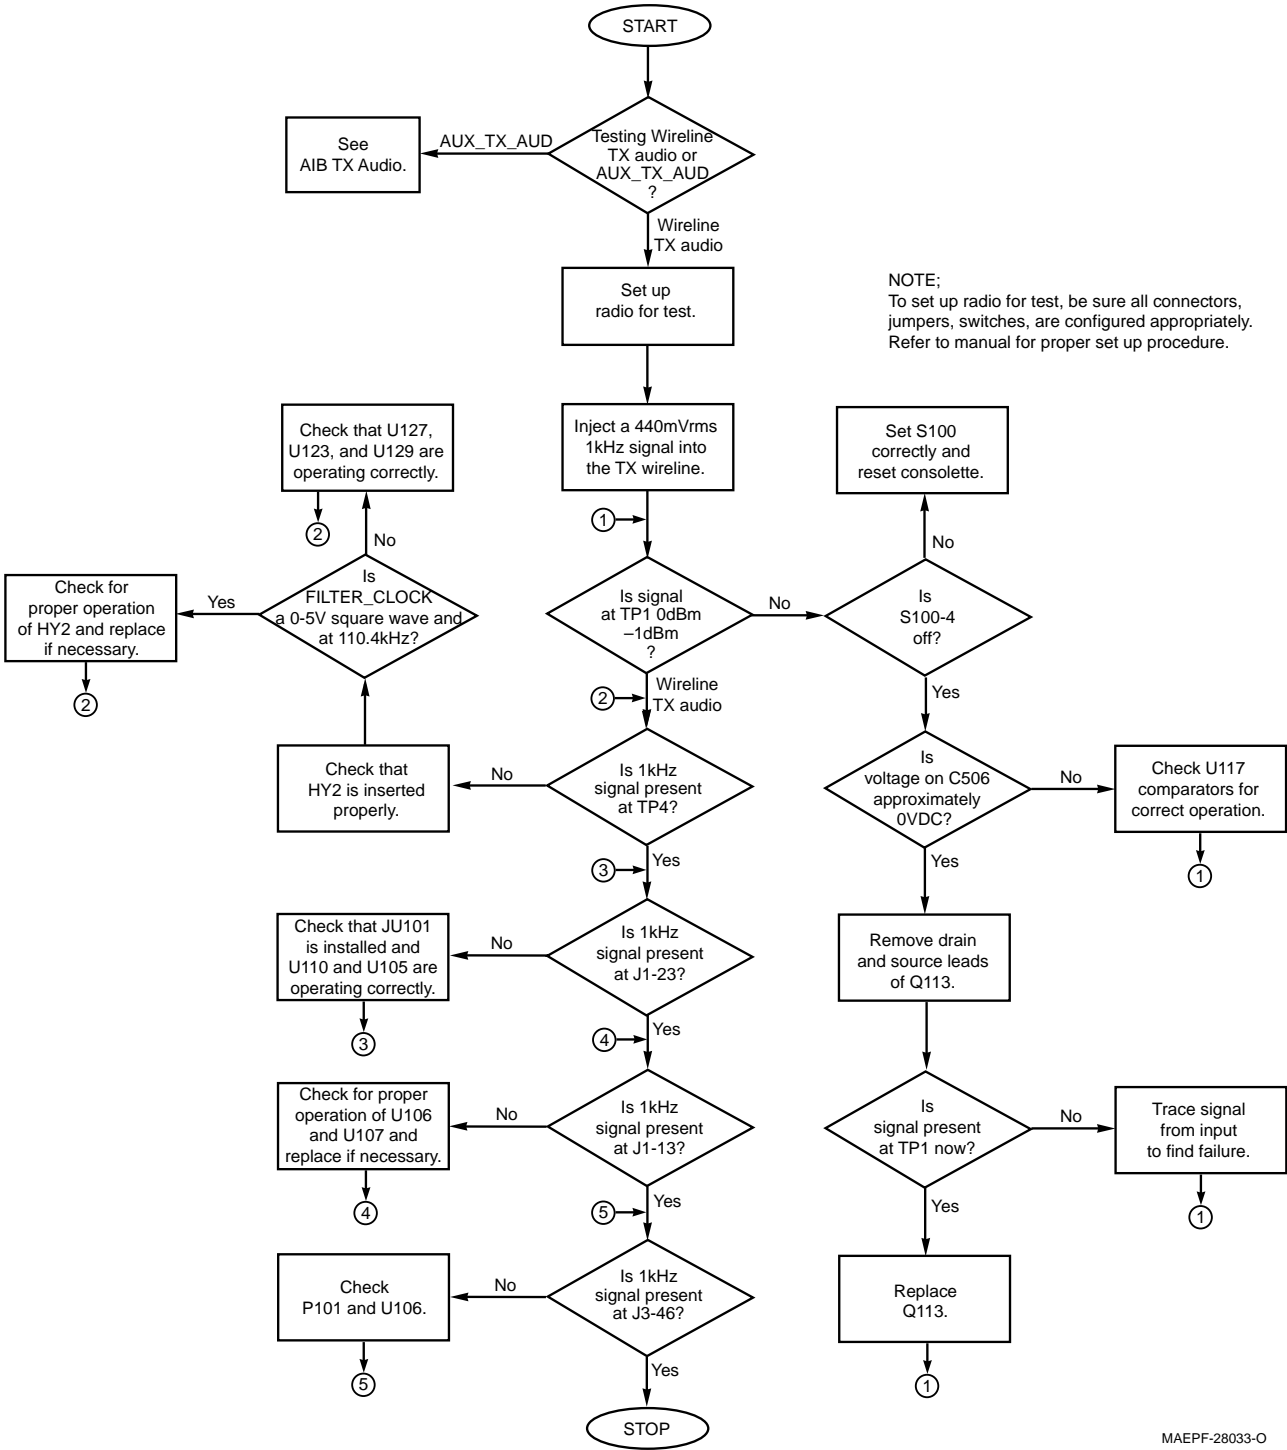 START
Testing Wireline
TX audio or
AUX_TX_AUD
?
AUX_TX_AUD
See
AIB TX Audio.
Wireline
TX audio
Set up
radio for test.
NOTE;
To set up radio for test, be sure all connectors,
jumpers, switches, are configured appropriately.
Refer to manual for proper set up procedure.
Inject a 440mVrms
1kHz signal into
the TX wireline.
1
Is signal
at TP1 0dBm
–1dBm
?
No
Is
S100-4
off?
No
Set S100
correctly and
reset consolette.
Yes
Is
voltage on C506
approximately
0VDC?
No
Check U117
comparators for
correct operation.
1
Yes
Remove drain
and source leads
of Q113.
Is
signal present
at TP1 now?
No
Trace signal
from input
to find failure.
1
Yes
Replace
Q113.
1
2
Wireline
TX audio
Is 1kHz
signal present
at TP4?
No
Check that
HY2 is inserted
properly.
Is
FILTER_CLOCK
a 0-5V square wave and
at 110.4kHz?
No
Check that U127,
U123, and U129 are
operating correctly.
2
Yes
Check for
proper operation
of HY2 and replace
if necessary.
2
Yes
3
Is 1kHz
signal present
at J1-23?
No
Check that JU101
is installed and
U110 and U105 are
operating correctly.
3
Yes
4
Is 1kHz
signal present
at J1-13?
No
Check for proper
operation of U106
and U107 and
replace if necessary.
4
Yes
5
Is 1kHz
signal present
at J3-46?
No
Check
P101 and U106.
5
Yes
STOP
MAEPF-28033-O